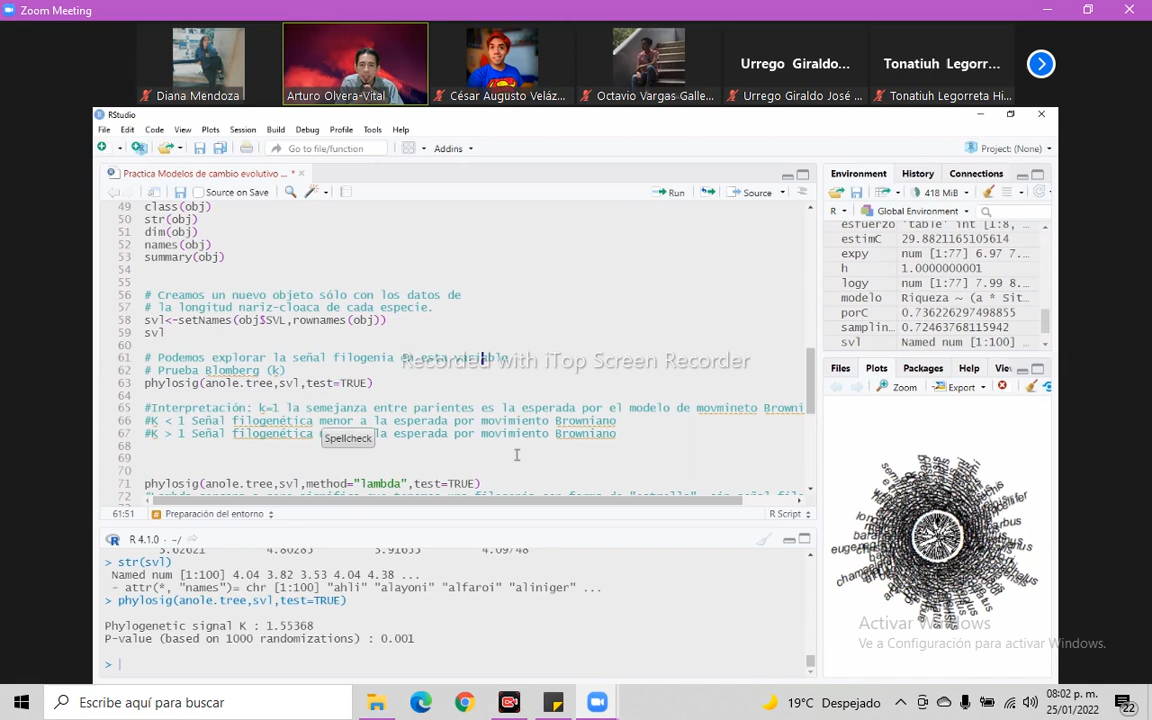 Zoom Meeting
Urrego Giraldo... Tonatiuh Legorr...
Diana Mendoza Arturo Olvera-Vital César Augusto Veláz... Octavio Vargas-Galle... Urrego Giraldo José ... Tonatiuh Legorreta Hi...
RStudio
File Edit Code View Plots Session Build Debug Profile Tools Help
Go to file/function Addins Project: (None)
Practica Modelos de cambio evolutivo ... * Environment History Connections
Source on Save Run Source 418 MiB
R Global Environment
49 class(obj)
50 str(obj)
51 dim(obj)
52 names(obj)
53 summary(obj)
54
55
56 # Creamos un nuevo objeto sólo con los datos de
57 # la longitud nariz-cloaca de cada especie.
58 svl<-setNames(obj$SVL,rownames(obj))
59 svl
60
61 # Podemos explorar la señal filogenia en esta variable
62 # Prueba Blomberg (k)
63 phylosig(anole.tree,svl,test=TRUE)
64
65 #Interpretación: k=1 la semejanza entre parientes es la esperada por el modelo de movmineto Browni
66 #K < 1 Señal filogenética menor a la esperada por movimiento Browniano
67 #K > 1 Señal filogenética la esperada por movimiento Browniano
Spellcheck
68
69
70
71 phylosig(anole.tree,svl,method="lambda",test=TRUE)
72
61:51 Preparación del entorno R Script
Recorded with iTop Screen Recorder
esfuerzo 'table' int [1:8, ...
estimC 29.8821165105614
expy num [1:77] 6.97 7....
h 1.0000000001
logy num [1:77] 7.99 8....
modelo Riqueza ~ (a * Sit...
porC 0.736226297498855
samplin... 0.72463768115942
svl Named num [1:100] ...
Files Plots Packages Help
Zoom Export
R 4.1.0 · ~/
3.62621 4.80285 3.91655 4.09748
> str(svl)
Named num [1:100] 4.04 3.82 3.53 4.04 4.38 ...
- attr(*, "names")= chr [1:100] "ahli" "alayoni" "alfaroi" "aliniger" ...
> phylosig(anole.tree,svl,test=TRUE)
Phylogenetic signal K : 1.55368
P-value (based on 1000 randomizations) : 0.001
>
Activar Windows
Ve a Configuración para activar Windows.
Escribe aquí para buscar
19°C Despejado
08:02 p. m.
25/01/2022
22